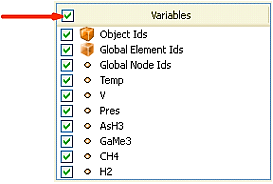 Variables
Object Ids
Global Element Ids
Global Node Ids
Temp
V
Pres
AsH3
GaMe3
CH4
H2